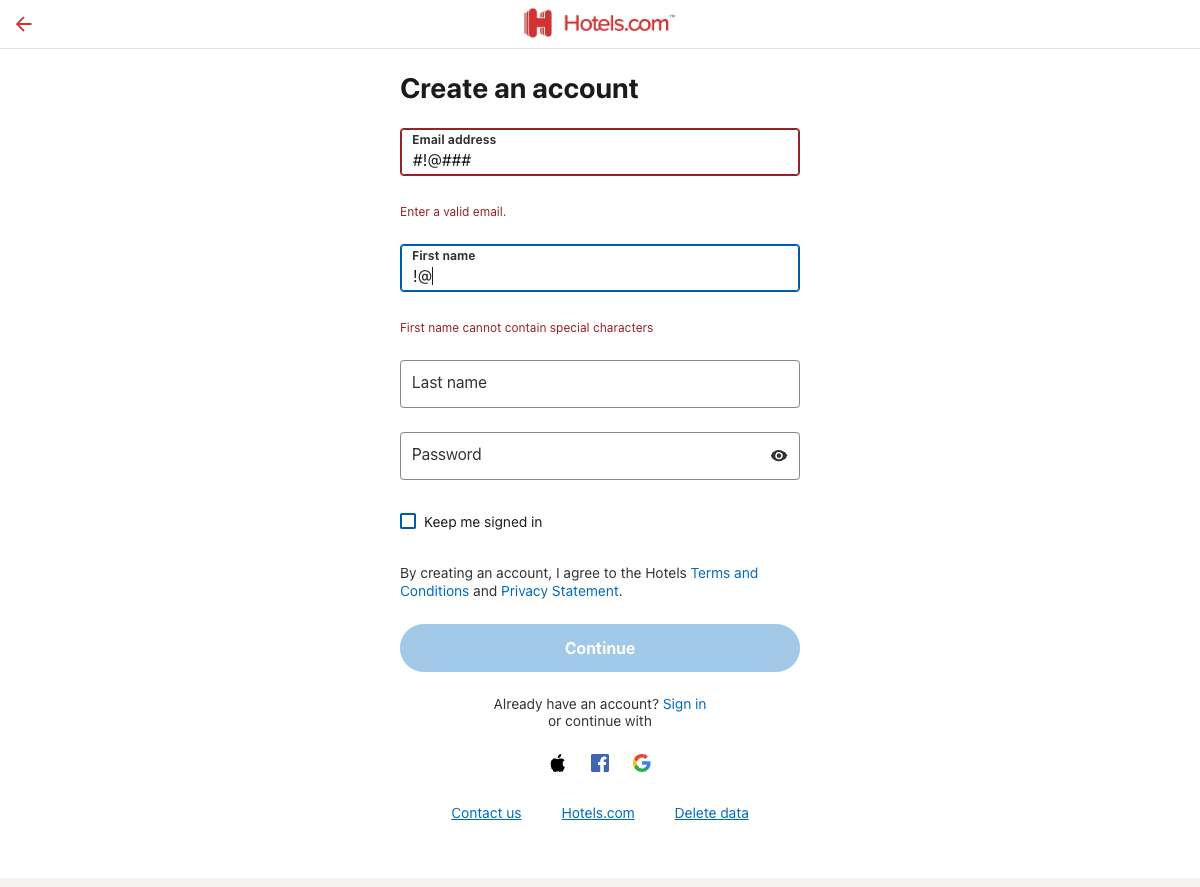 Hotels.com™
Create an account
Email address
#!@###
Enter a valid email.
First name
!@
First name cannot contain special characters
Last name
Password
Keep me signed in
By creating an account, I agree to the Hotels Terms and
Conditions and Privacy Statement.
Continue
Already have an account? Sign in
or continue with
Contact us
Hotels.com
Delete data